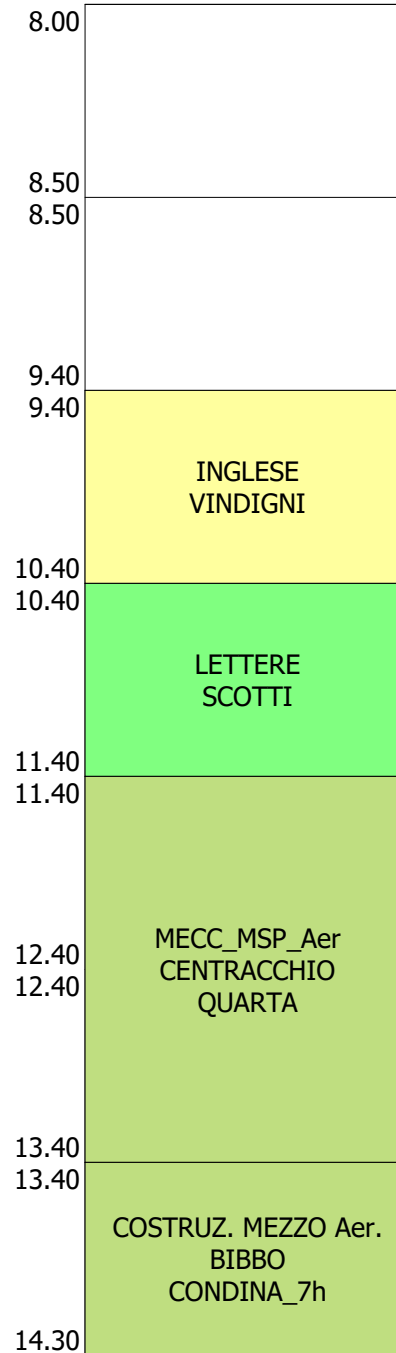 8.00
8.50
8.50
9.40
9.40
INGLESE
VINDIGNI
10.40
10.40
LETTERE
SCOTTI
11.40
11.40
MECC_MSP_Aer
CENTRACCHIO
QUARTA
12.40
12.40
13.40
13.40
COSTRUZ. MEZZO Aer.
BIBBO
CONDINA_7h
14.30